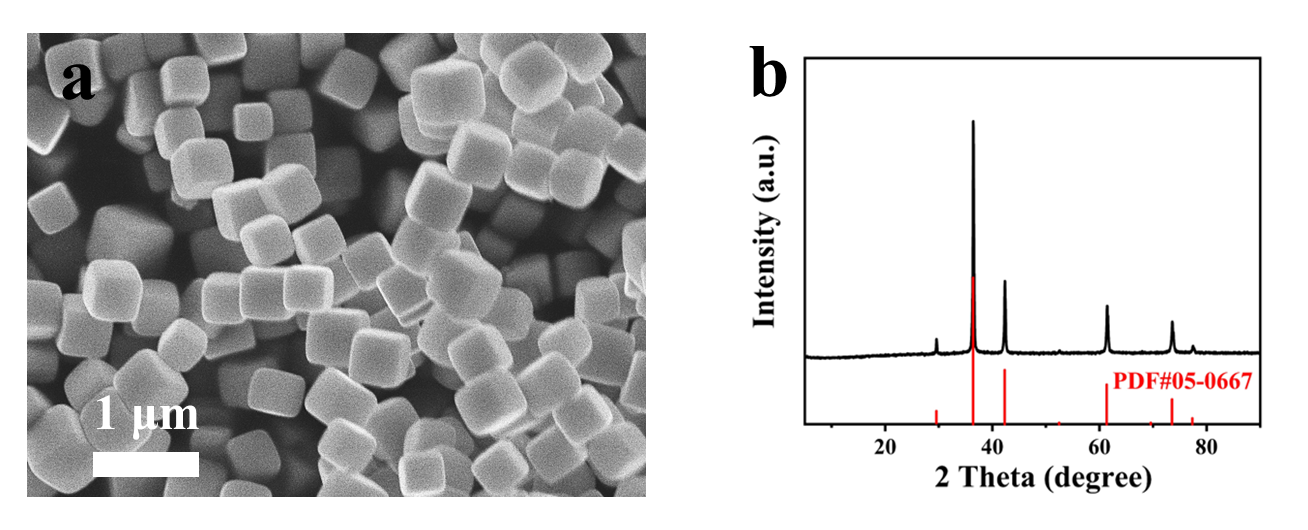 a
1 μm
b
Intensity (a.u.)
PDF#05-0667
20 40 60 80
2 Theta (degree)